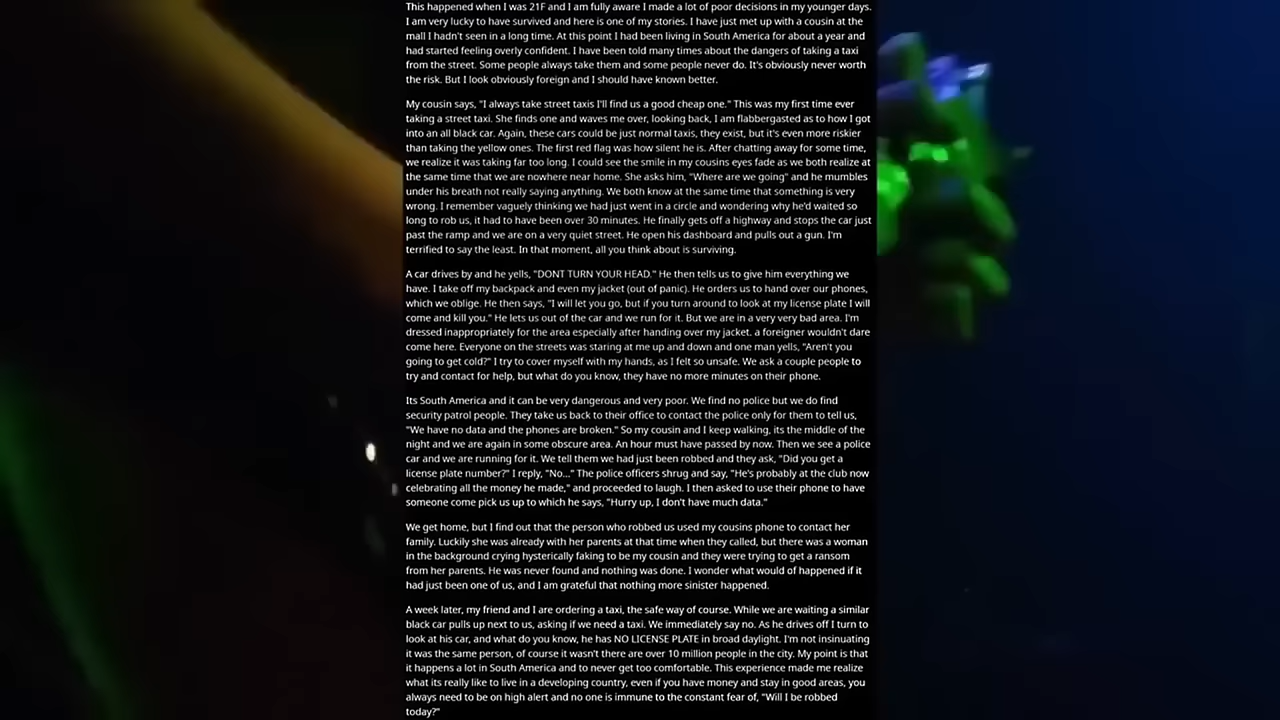 This happened when I was 21F and I am fully aware I made a lot of poor decisions in my younger days.
I am very lucky to have survived and here is one of my stories. I have just met up with a cousin at the
mall I hadn't seen in a long time. At this point I had been living in South America for about a year and
had started feeling overly confident. I have been told many times about the dangers of taking a taxi
from the street. Some people always take them and some people never do. It's obviously never worth
the risk. But I look obviously foreign and I should have known better.
My cousin says, "I always take street taxis I'll find us a good cheap one." This was my first time ever
taking a street taxi. She finds one and waves me over, looking back, I am flabbergasted as to how I got
into an all black car. Again, these cars could be just normal taxis, they exist, but it's even more riskier
than taking the yellow ones. The first red flag was how silent he is. After chatting away for some time,
we realize it was taking far too long. I could see the smile in my cousins eyes fade as we both realize at
the same time that we are nowhere near home. She asks him, "Where are we going" and he mumbles
under his breath not really saying anything. We both know at the same time that something is very
wrong. I remember vaguely thinking we had just went in a circle and wondering why he'd waited so
long to rob us, it had to have been over 30 minutes. He finally gets off a highway and stops the car just
past the ramp and we are on a very quiet street. He open his dashboard and pulls out a gun. I'm
terrified to say the least. In that moment, all you think about is surviving.
A car drives by and he yells, "DONT TURN YOUR HEAD." He then tells us to give him everything we
have. I take off my backpack and even my jacket (out of panic). He orders us to hand over our phones,
which we oblige. He then says, "I will let you go, but if you turn around to look at my license plate I will
come and kill you." He lets us out of the car and we run for it. But we are in a very very bad area. I'm
dressed inappropriately for the area especially after handing over my jacket. a foreigner wouldn't dare
come here. Everyone on the streets was staring at me up and down and one man yells, "Aren't you
going to get cold?" I try to cover myself with my hands, as I felt so unsafe. We ask a couple people to
try and contact for help, but what do you know, they have no more minutes on their phone.
Its South America and it can be very dangerous and very poor. We find no police but we do find
security patrol people. They take us back to their office to contact the police only for them to tell us,
"We have no data and the phones are broken." So my cousin and I keep walking, its the middle of the
night and we are again in some obscure area. An hour must have passed by now. Then we see a police
car and we are running for it. We tell them we had just been robbed and they ask, "Did you get a
license plate number?" I reply, "No..." The police officers shrug and say, "He's probably at the club now
celebrating all the money he made," and proceeded to laugh. I then asked to use their phone to have
someone come pick us up to which he says, "Hurry up, I don't have much data."
We get home, but I find out that the person who robbed us used my cousins phone to contact her
family. Luckily she was already with her parents at that time when they called, but there was a woman
in the background crying hysterically faking to be my cousin and they were trying to get a ransom
from her parents. He was never found and nothing was done. I wonder what would of happened if it
had just been one of us, and I am grateful that nothing more sinister happened.
A week later, my friend and I are ordering a taxi, the safe way of course. While we are waiting a similar
black car pulls up next to us, asking if we need a taxi. We immediately say no. As he drives off I turn to
look at his car, and what do you know, he has NO LICENSE PLATE in broad daylight. I'm not insinuating
it was the same person, of course it wasn't there are over 10 million people in the city. My point is that
it happens a lot in South America and to never get too comfortable. This experience made me realize
what its really like to live in a developing country, even if you have money and stay in good areas, you
always need to be on high alert and no one is immune to the constant fear of, "Will I be robbed
today?"